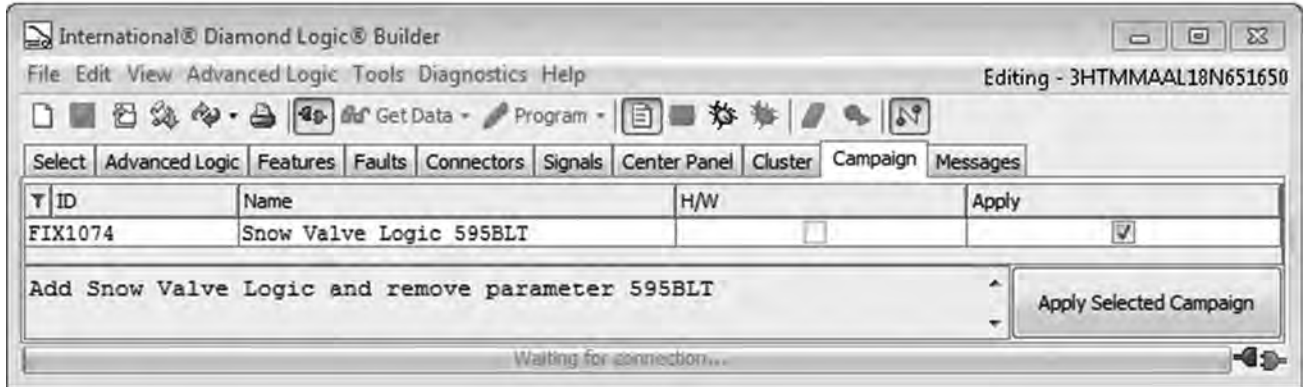 International® Diamond Logic® Builder
File Edit View Advanced Logic Tools Diagnostics Help Editing - 3HTMMAAL18N651650
Get Data Program
Select Advanced Logic Features Faults Connectors Signals Center Panel Cluster Campaign Messages
ID Name H/W Apply
FIX1074 Snow Valve Logic 595BLT
Add Snow Valve Logic and remove parameter 595BLT
Apply Selected Campaign
Waiting for connection...